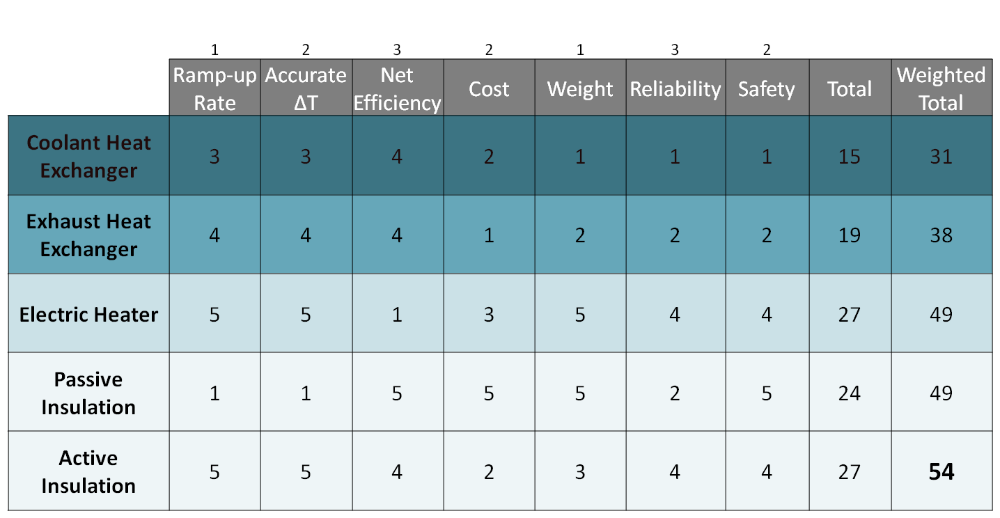 1 2 3 2 1 3 2
Ramp-up Rate Accurate ΔT Net Efficiency Cost Weight Reliability Safety Total Weighted Total
Coolant Heat Exchanger 3 3 4 2 1 1 1 15 31
Exhaust Heat Exchanger 4 4 4 1 2 2 2 19 38
Electric Heater 5 5 1 3 5 4 4 27 49
Passive Insulation 1 1 5 5 5 2 5 24 49
Active Insulation 5 5 4 2 3 4 4 27 54